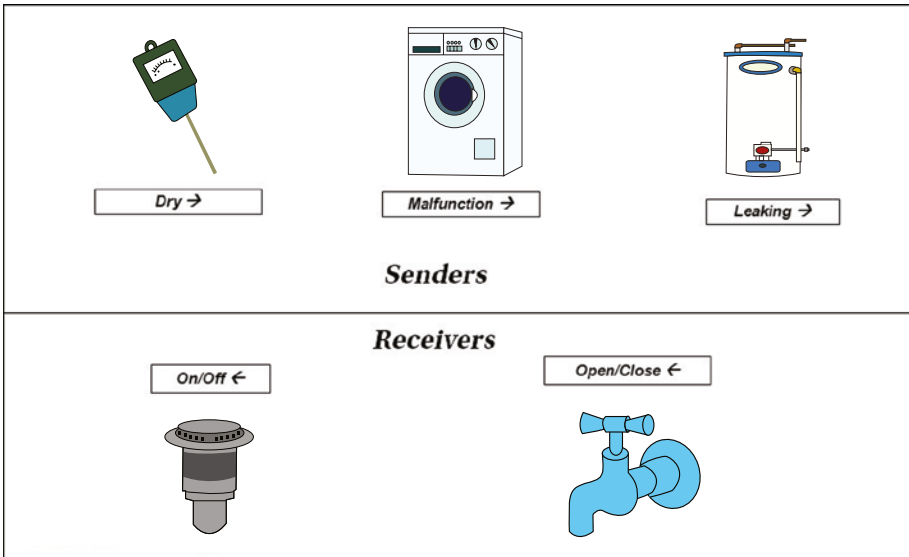 Dry →
Malfunction →
Leaking →
Senders
Receivers
On/Off ←
Open/Close ←